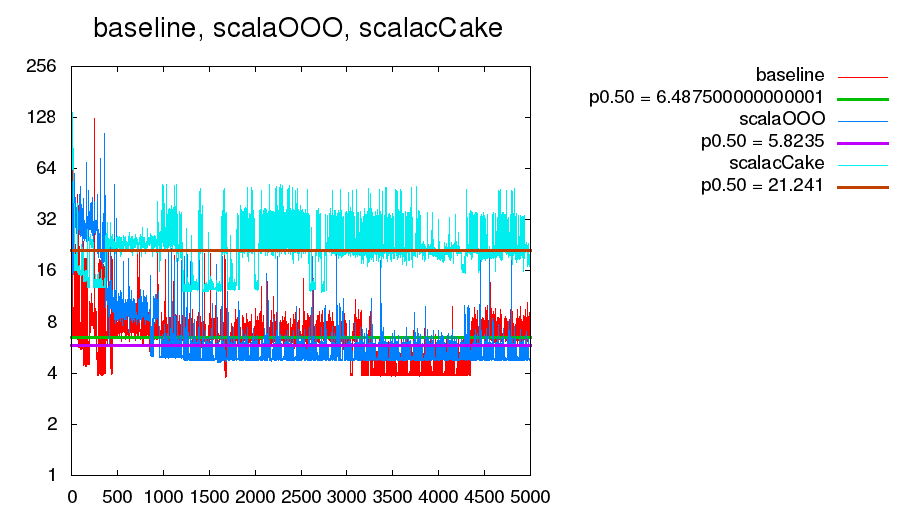 baseline, scalaOOO, scalacCake
256
128
64
32
16
8
4
2
1
0 500 1000 1500 2000 2500 3000 3500 4000 4500 5000
baseline
p0.50 = 6.487500000000001
scalaOOO
p0.50 = 5.8235
scalacCake
p0.50 = 21.241